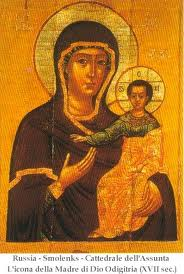 Russia - Smolenks - Cattedrale dell'Assunta
L'icona della Madre di Dio Odigitria (XVII sec.)